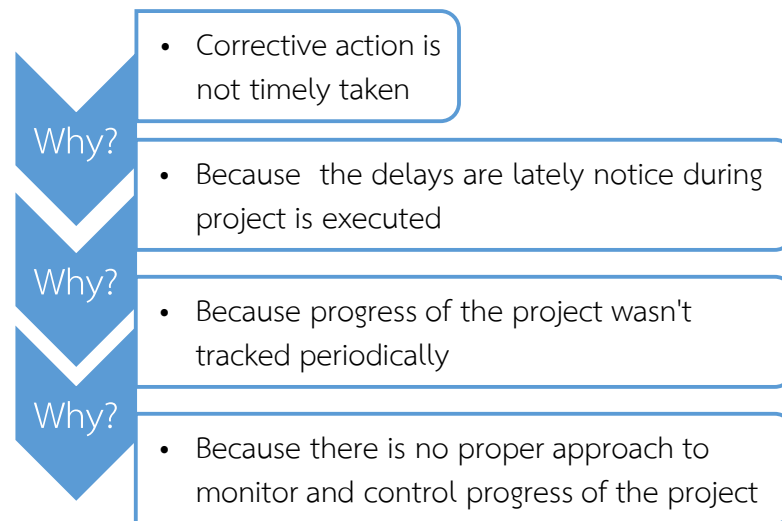 • Corrective action is
not timely taken
Why?
• Because  the delays are lately notice during
project is executed
Why?
• Because progress of the project wasn't
tracked periodically
Why?
• Because there is no proper approach to
monitor and control progress of the project